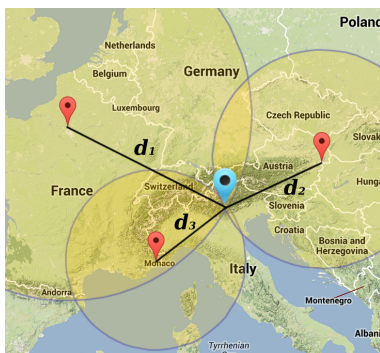 Poland
Netherlands
Germany
Belgium
Luxembourg
Czech Republic
Slovak
d1
Austria
France
Switzerland
d2
Hunga
Slovenia
d3
Croatia
Bosnia and
Herzegovina
Monaco
Italy
Andorra
Montenegro
Albani
Tyrrhenian